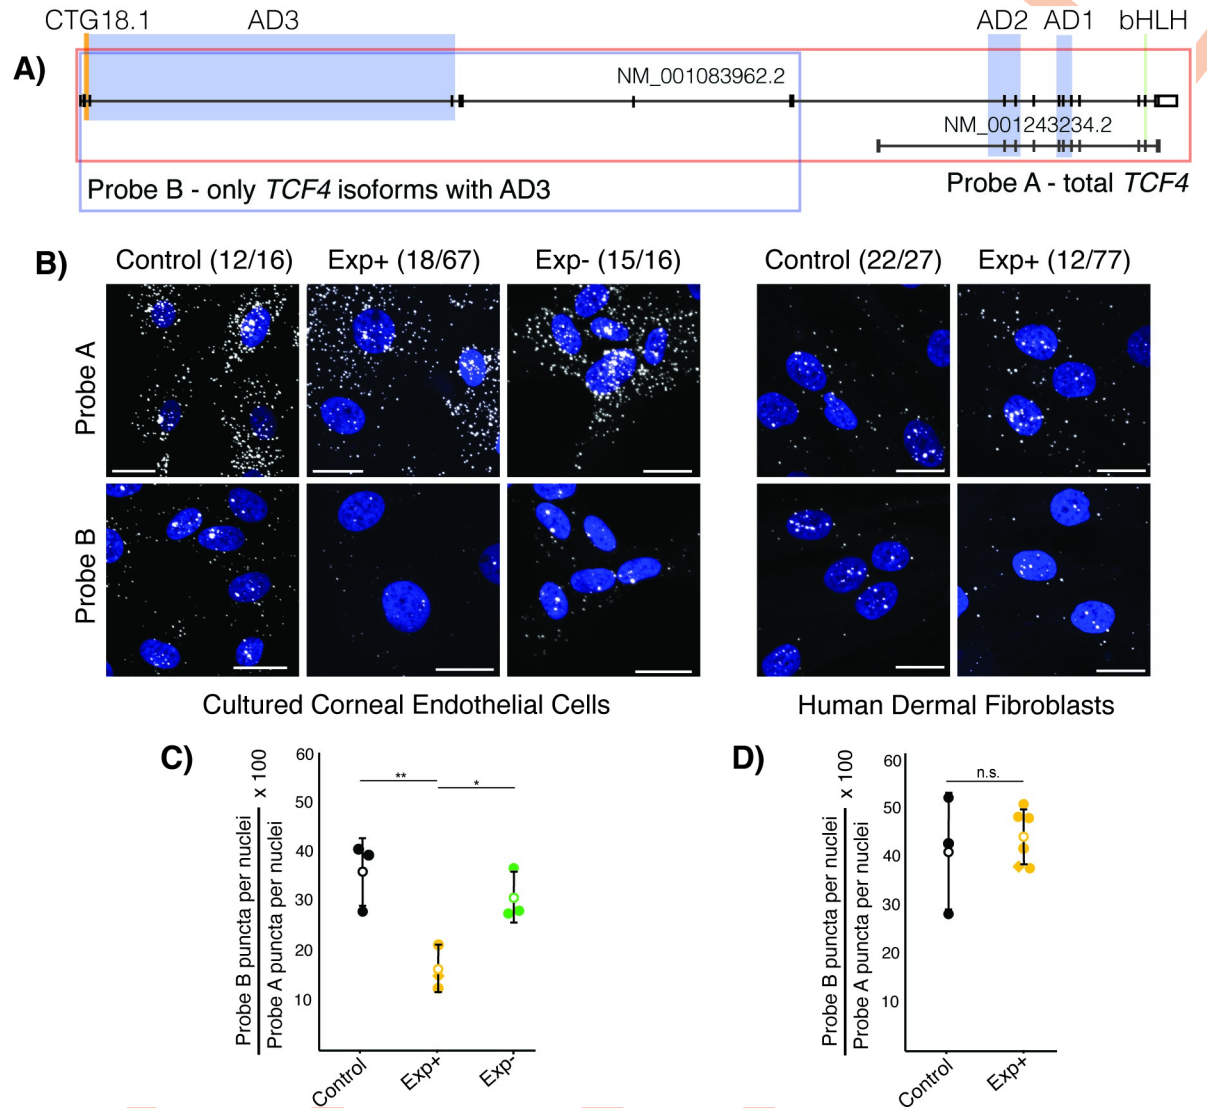 CTG18.1 AD3 AD2 AD1 bHLH
A)
NM_001083962.2
NM_001243234.2
Probe B - only TCF4 isoforms with AD3
Probe A - total TCF4
B)
Control (12/16) Exp+ (18/67) Exp- (15/16) Control (22/27) Exp+ (12/77)
Probe A
Probe B
Cultured Corneal Endothelial Cells
Human Dermal Fibroblasts
C)
Probe B puncta per nuclei
Probe A puncta per nuclei
x 100
60
50
40
30
20
10
**
*
Control
Exp+
Exp-
D)
Probe B puncta per nuclei
Probe A puncta per nuclei
x 100
60
50
40
30
20
10
n.s.
Control
Exp+